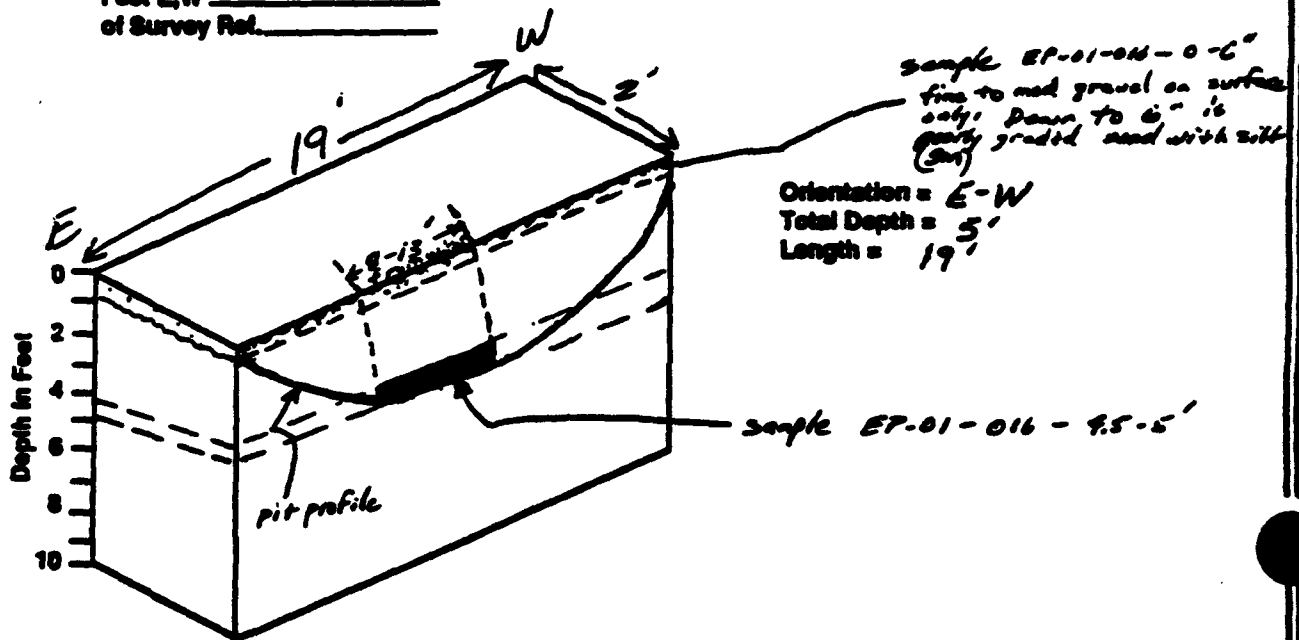 of Survey Ref.
W
2'
19'
E
sample EP-01-016-0-6"
fine to med gravel on surface
only. Down to 6" is
poorly graded sand with silt
(SM)
Orientation = E-W
Total Depth = 5'
Length = 19'
Depth in Feet
0
2
4
6
8
10
sample EP-01-016-4.5-5'
pit profile